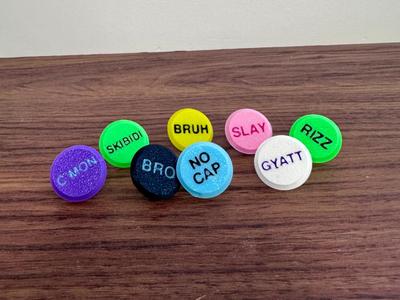 SKIBIDI
BRUH
SLAY
RIZZ
C'MON
BRO
NO
CAP
GYATT